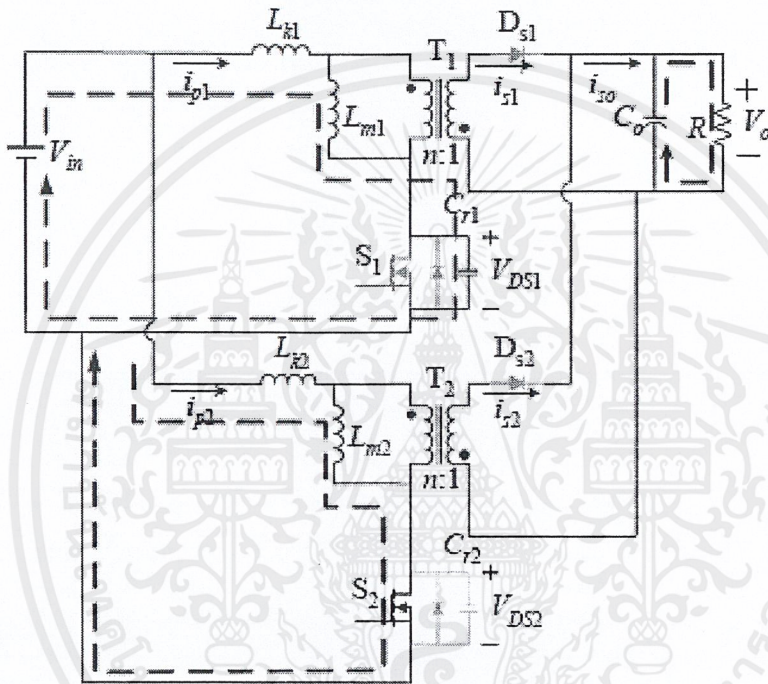 L_k1
T_1
D_s1
i_p1
i_s1
i_so
+
L_m1
C_o
R
V_o
V_in
−
n:1
C_r1
+
S_1
V_DS1
−
L_k2
D_s2
T_2
i_p2
i_s2
L_m2
n:1
C_r2
+
S_2
V_DS2
−